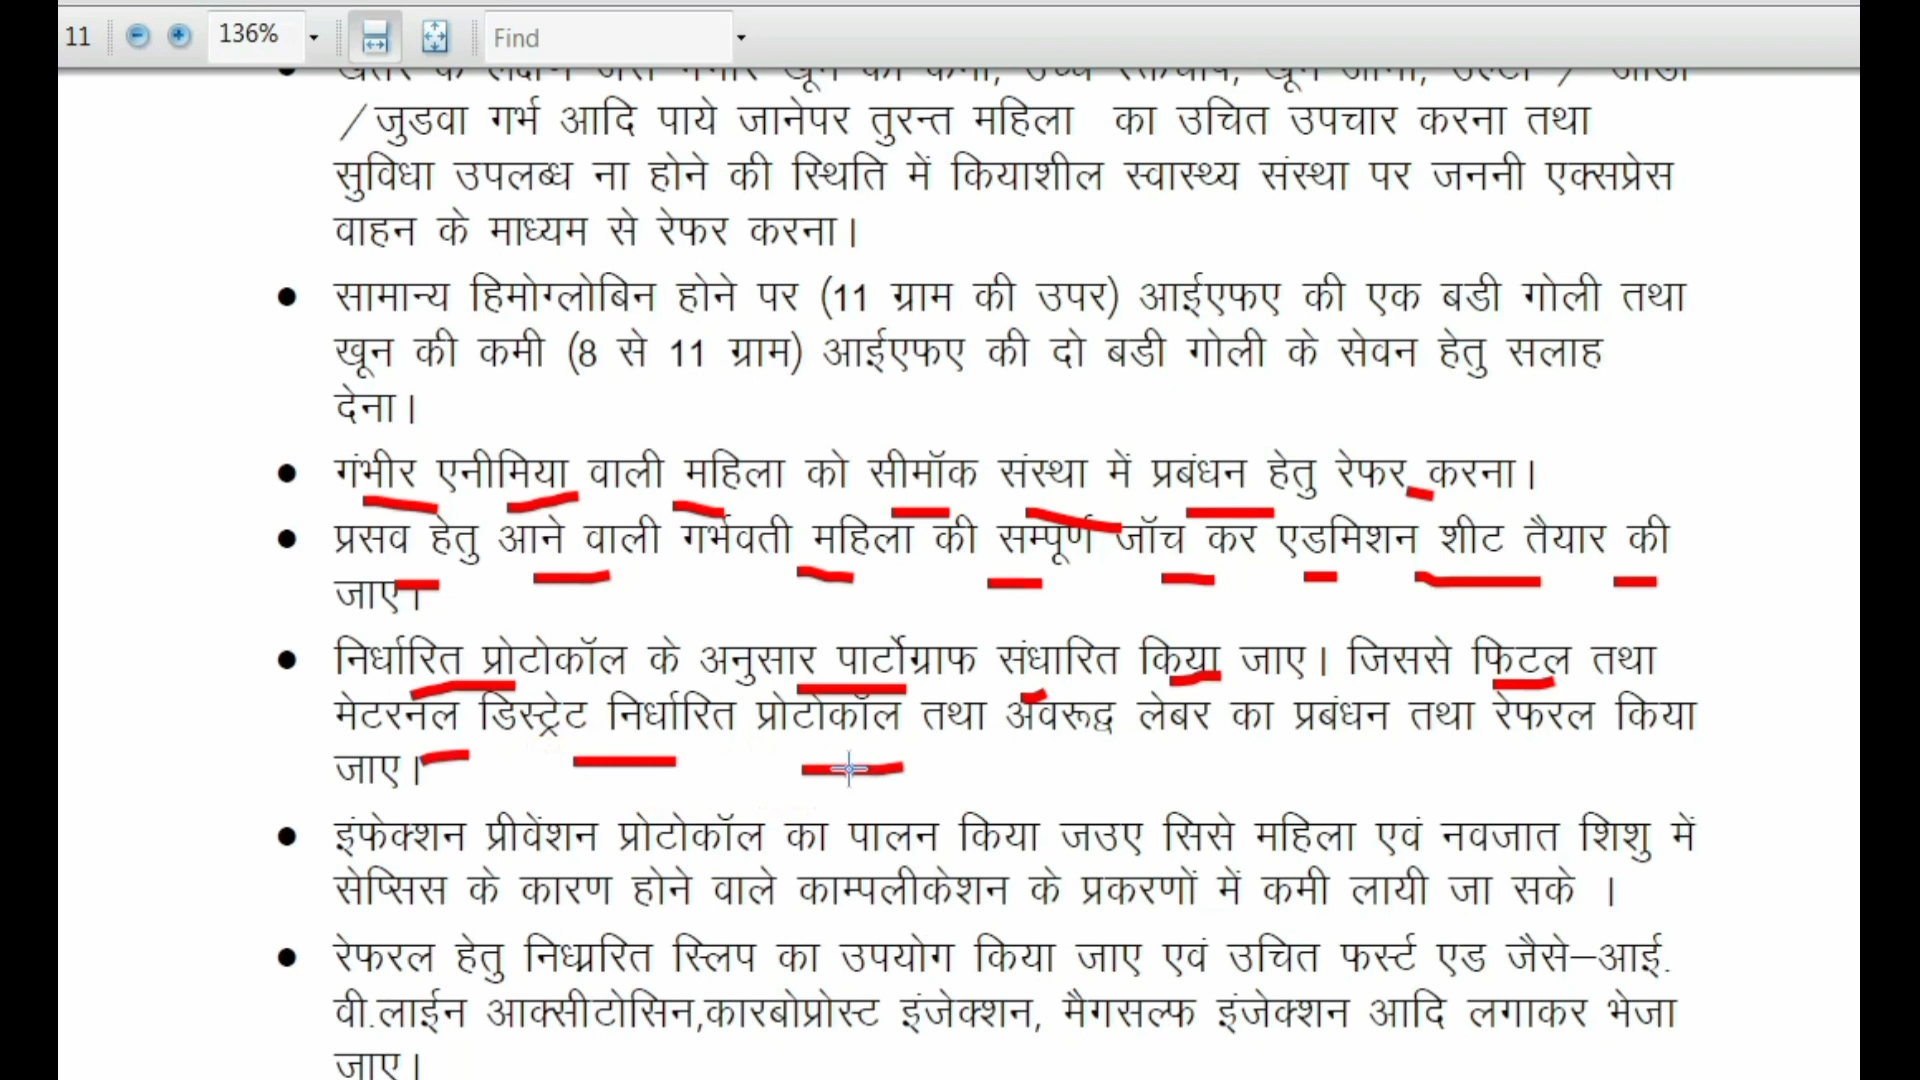 11 136% Find
/जुडवा गर्भ आदि पाये जानेपर तुरन्त महिला का उचित उपचार करना तथा
सुविधा उपलब्ध ना होने की स्थिति में कियाशील स्वास्थ्य संस्था पर जननी एक्सप्रेस
वाहन के माध्यम से रेफर करना।
● सामान्य हिमोग्लोबिन होने पर (11 ग्राम की उपर) आईएफए की एक बडी गोली तथा
खून की कमी (8 से 11 ग्राम) आईएफए की दो बडी गोली के सेवन हेतु सलाह
देना।
● गंभीर एनीमिया वाली महिला को सीमॉक संस्था में प्रबंधन हेतु रेफर करना।
● प्रसव हेतु आने वाली गर्भवती महिला की सम्पूर्ण जॉच कर एडमिशन शीट तैयार की
जाए।
● निर्धारित प्रोटोकॉल के अनुसार पार्टोग्राफ संधारित किया जाए। जिससे फिटल तथा
मेटरनल डिस्ट्रेट निर्धारित प्रोटोकॉल तथा अवरूद्व लेबर का प्रबंधन तथा रेफरल किया
जाए।
● इंफेक्शन प्रीवेंशन प्रोटोकॉल का पालन किया जउए सिसे महिला एवं नवजात शिशु में
सेप्सिस के कारण होने वाले काम्पलीकेशन के प्रकरणों में कमी लायी जा सके ।
● रेफरल हेतु निध्रारित स्लिप का उपयोग किया जाए एवं उचित फर्स्ट एड जैसे–आई.
वी.लाईन आक्सीटोसिन,कारबोप्रोस्ट इंजेक्शन, मैगसल्फ इंजेक्शन आदि लगाकर भेजा
जाए।